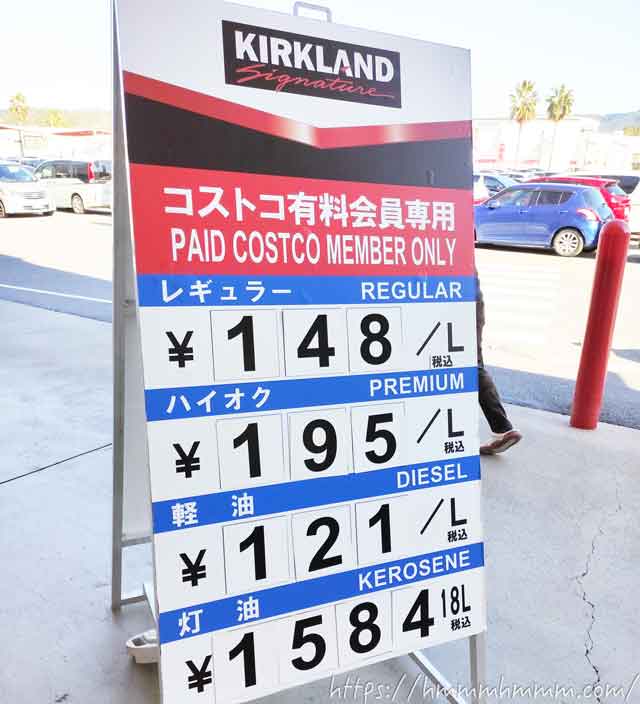 KIRKLAND
Signature
コストコ有料会員専用
PAID COSTCO MEMBER ONLY
レギュラー REGULAR
¥148/L 税込
ハイオク PREMIUM
¥195/L 税込
軽油 DIESEL
¥121/L 税込
灯油 KEROSENE
¥1584 18L 税込
https://hmmmhmmm.com/